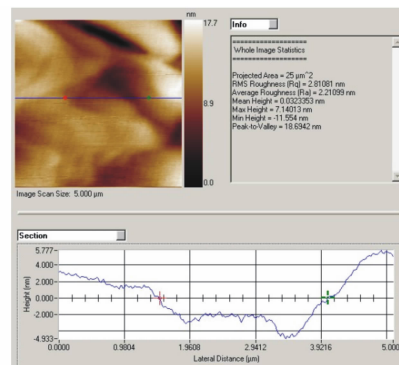 nm
17.7
8.9
0.0
Image Scan Size: 5.000 µm
Info
====================
Whole Image Statistics
====================
Projected Area = 25 µm^2
RMS Roughness (Rq) = 2.81081 nm
Average Roughness (Ra) = 2.21099 nm
Mean Height = 0.0323353 nm
Max Height = 7.14013 nm
Min Height = -11.554 nm
Peak-to-Valley = 18.6942 nm
Section
Height (nm)
5.777
4.000
2.000
0.000
-2.000
-4.933
0.0000 0.9804 1.9608 2.9412 3.9216 5.000
Lateral Distance (µm)